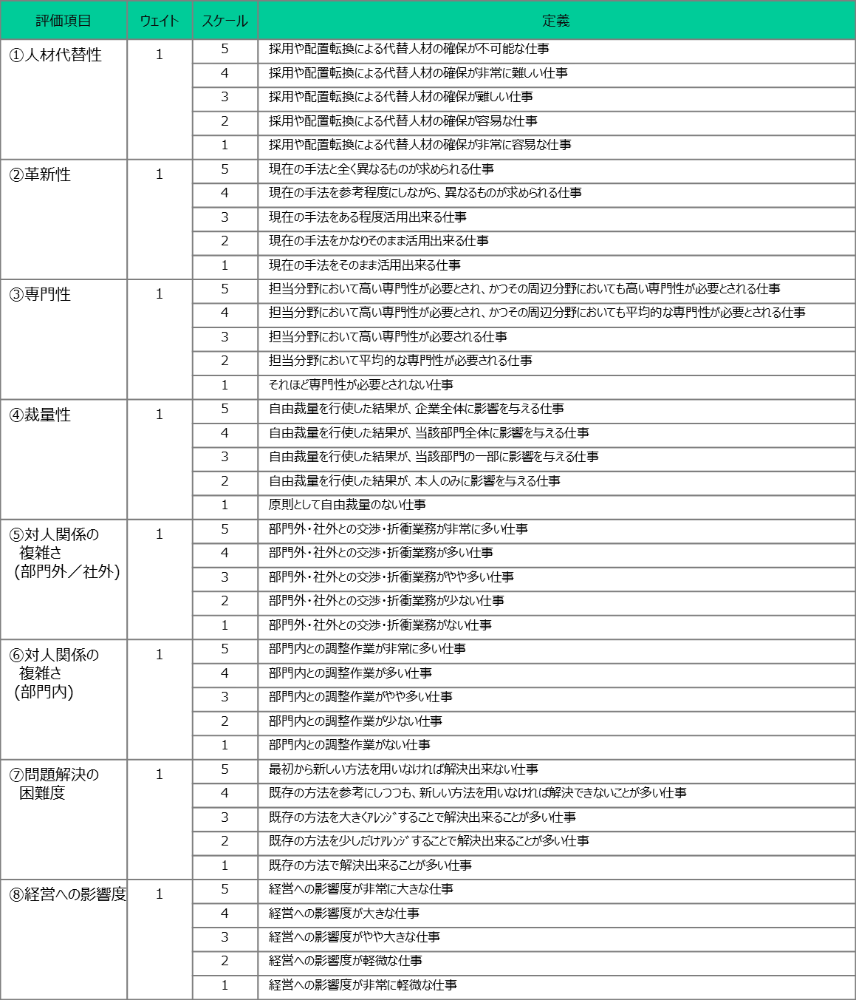 評価項目 ウェイト スケール 定義
①人材代替性 1 5 採用や配置転換による代替人材の確保が不可能な仕事
4 採用や配置転換による代替人材の確保が非常に難しい仕事
3 採用や配置転換による代替人材の確保が難しい仕事
2 採用や配置転換による代替人材の確保が容易な仕事
1 採用や配置転換による代替人材の確保が非常に容易な仕事
②革新性 1 5 現在の手法と全く異なるものが求められる仕事
4 現在の手法を参考程度にしながら、異なるものが求められる仕事
3 現在の手法をある程度活用出来る仕事
2 現在の手法をかなりそのまま活用出来る仕事
1 現在の手法をそのまま活用出来る仕事
③専門性 1 5 担当分野において高い専門性が必要とされ、かつその周辺分野においても高い専門性が必要とされる仕事
4 担当分野において高い専門性が必要とされ、かつその周辺分野においても平均的な専門性が必要とされる仕事
3 担当分野において高い専門性が必要される仕事
2 担当分野において平均的な専門性が必要される仕事
1 それほど専門性が必要とされない仕事
④裁量性 1 5 自由裁量を行使した結果が、企業全体に影響を与える仕事
4 自由裁量を行使した結果が、当該部門全体に影響を与える仕事
3 自由裁量を行使した結果が、当該部門の一部に影響を与える仕事
2 自由裁量を行使した結果が、本人のみに影響を与える仕事
1 原則として自由裁量のない仕事
⑤対人関係の
複雑さ
(部門外／社外) 1 5 部門外・社外との交渉・折衝業務が非常に多い仕事
4 部門外・社外との交渉・折衝業務が多い仕事
3 部門外・社外との交渉・折衝業務がやや多い仕事
2 部門外・社外との交渉・折衝業務が少ない仕事
1 部門外・社外との交渉・折衝業務がない仕事
⑥対人関係の
複雑さ
(部門内) 1 5 部門内との調整作業が非常に多い仕事
4 部門内との調整作業が多い仕事
3 部門内との調整作業がやや多い仕事
2 部門内との調整作業が少ない仕事
1 部門内との調整作業がない仕事
⑦問題解決の
困難度 1 5 最初から新しい方法を用いなければ解決出来ない仕事
4 既存の方法を参考にしつつも、新しい方法を用いなければ解決できないことが多い仕事
3 既存の方法を大きくｱﾚﾝｼﾞすることで解決出来ることが多い仕事
2 既存の方法を少しだけｱﾚﾝｼﾞすることで解決出来ることが多い仕事
1 既存の方法で解決出来ることが多い仕事
⑧経営への影響度 1 5 経営への影響度が非常に大きな仕事
4 経営への影響度が大きな仕事
3 経営への影響度がやや大きな仕事
2 経営への影響度が軽微な仕事
1 経営への影響度が非常に軽微な仕事